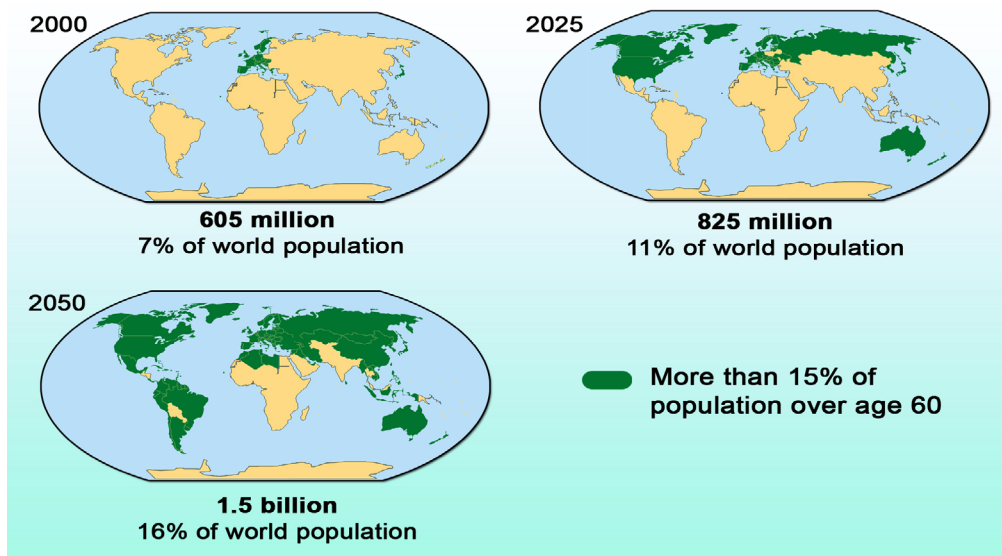 2000
605 million
7% of world population
2025
825 million
11% of world population
2050
1.5 billion
16% of world population
More than 15% of
population over age 60